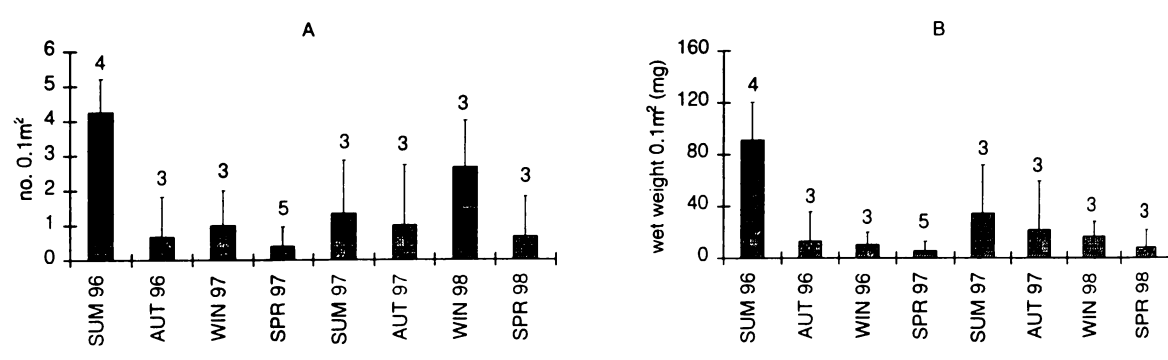 A
no. 0.1m²
6
5
4
3
2
1
0
4
3
3
5
3
3
3
3
SUM 96
AUT 96
WIN 97
SPR 97
SUM 97
AUT 97
WIN 98
SPR 98
B
wet weight 0.1m² (mg)
160
120
80
40
0
4
3
3
5
3
3
3
3
SUM 96
AUT 96
WIN 96
SPR 97
SUM 97
AUT 97
WIN 98
SPR 98